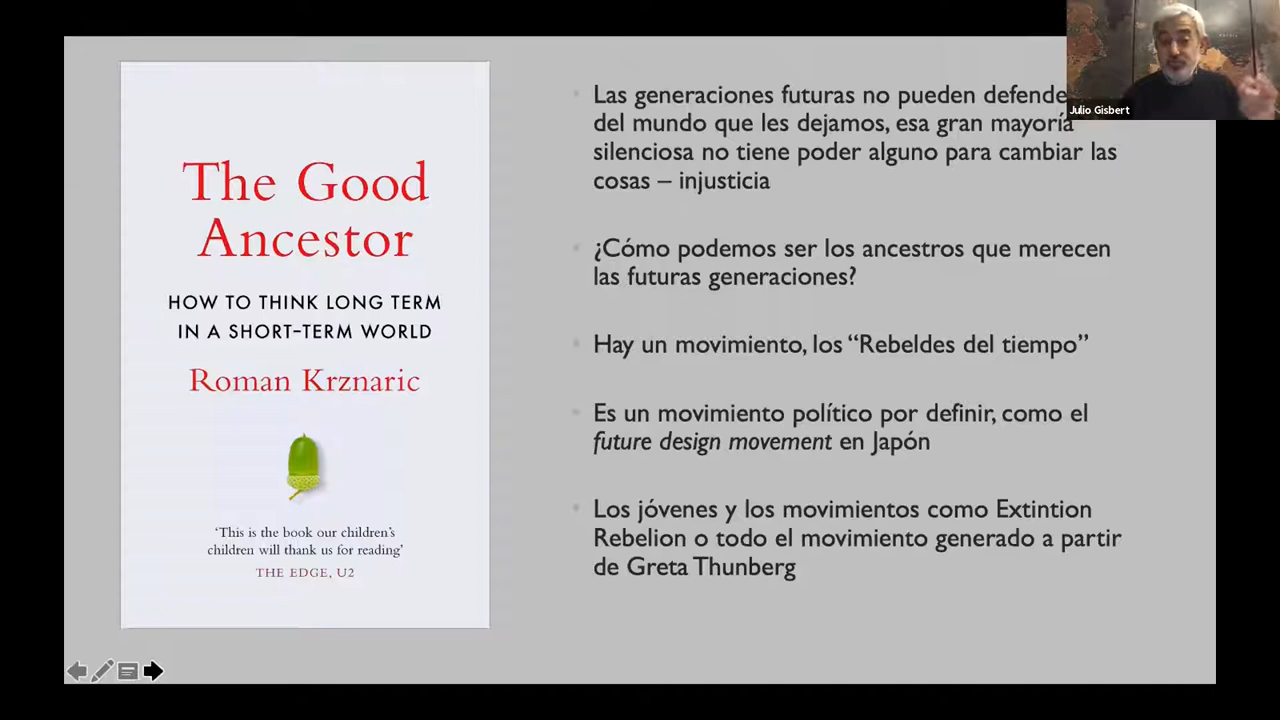 The Good
Ancestor
HOW TO THINK LONG TERM
IN A SHORT-TERM WORLD
Roman Krznaric
‘This is the book our children’s
children will thank us for reading’
THE EDGE, U2
Las generaciones futuras no pueden
del mundo que les dejamos, esa gran mayoría
silenciosa no tiene poder alguno para cambiar las
cosas – injusticia
¿Cómo podemos ser los ancestros que merecen
las futuras generaciones?
Hay un movimiento, los “Rebeldes del tiempo”
Es un movimiento político por definir, como el
future design movement en Japón
Los jóvenes y los movimientos como Extintion
Rebelion o todo el movimiento generado a partir
de Greta Thunberg
Julio Gisbert